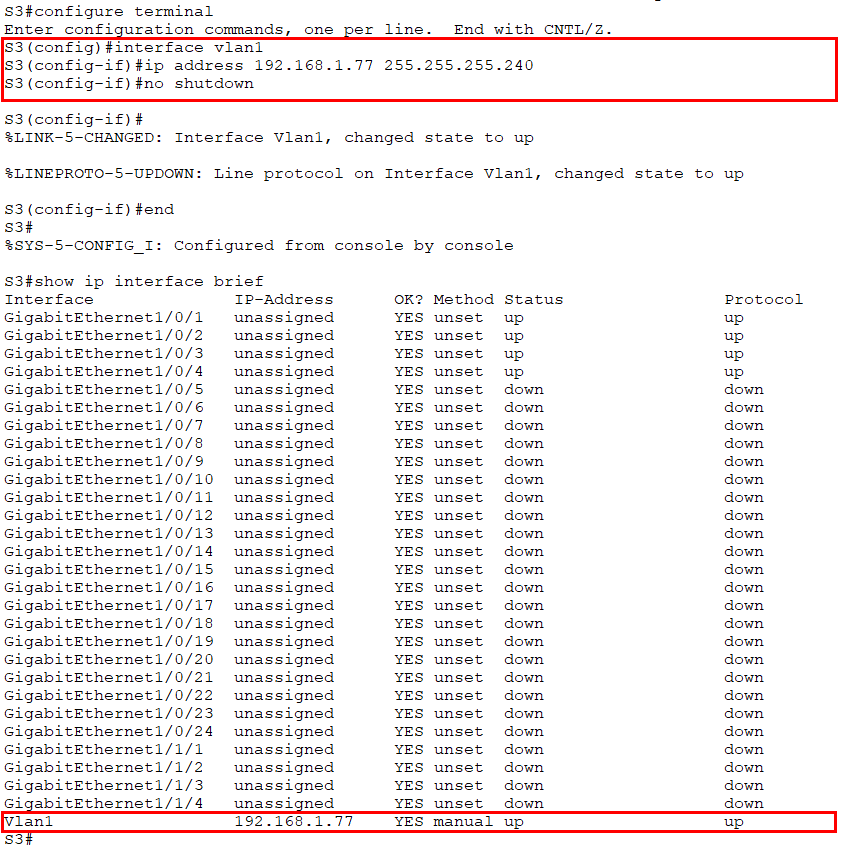 S3#configure terminal
Enter configuration commands, one per line.  End with CNTL/Z.
S3(config)#interface vlan1
S3(config-if)#ip address 192.168.1.77 255.255.255.240
S3(config-if)#no shutdown
S3(config-if)#
%LINK-5-CHANGED: Interface Vlan1, changed state to up
%LINEPROTO-5-UPDOWN: Line protocol on Interface Vlan1, changed state to up
S3(config-if)#end
S3#
%SYS-5-CONFIG_I: Configured from console by console
S3#show ip interface brief
Interface              IP-Address      OK? Method Status                Protocol
GigabitEthernet1/0/1   unassigned      YES unset  up                    up
GigabitEthernet1/0/2   unassigned      YES unset  up                    up
GigabitEthernet1/0/3   unassigned      YES unset  up                    up
GigabitEthernet1/0/4   unassigned      YES unset  up                    up
GigabitEthernet1/0/5   unassigned      YES unset  down                  down
GigabitEthernet1/0/6   unassigned      YES unset  down                  down
GigabitEthernet1/0/7   unassigned      YES unset  down                  down
GigabitEthernet1/0/8   unassigned      YES unset  down                  down
GigabitEthernet1/0/9   unassigned      YES unset  down                  down
GigabitEthernet1/0/10  unassigned      YES unset  down                  down
GigabitEthernet1/0/11  unassigned      YES unset  down                  down
GigabitEthernet1/0/12  unassigned      YES unset  down                  down
GigabitEthernet1/0/13  unassigned      YES unset  down                  down
GigabitEthernet1/0/14  unassigned      YES unset  down                  down
GigabitEthernet1/0/15  unassigned      YES unset  down                  down
GigabitEthernet1/0/16  unassigned      YES unset  down                  down
GigabitEthernet1/0/17  unassigned      YES unset  down                  down
GigabitEthernet1/0/18  unassigned      YES unset  down                  down
GigabitEthernet1/0/19  unassigned      YES unset  down                  down
GigabitEthernet1/0/20  unassigned      YES unset  down                  down
GigabitEthernet1/0/21  unassigned      YES unset  down                  down
GigabitEthernet1/0/22  unassigned      YES unset  down                  down
GigabitEthernet1/0/23  unassigned      YES unset  down                  down
GigabitEthernet1/0/24  unassigned      YES unset  down                  down
GigabitEthernet1/1/1   unassigned      YES unset  down                  down
GigabitEthernet1/1/2   unassigned      YES unset  down                  down
GigabitEthernet1/1/3   unassigned      YES unset  down                  down
GigabitEthernet1/1/4   unassigned      YES unset  down                  down
Vlan1                  192.168.1.77    YES manual up                    up
S3#